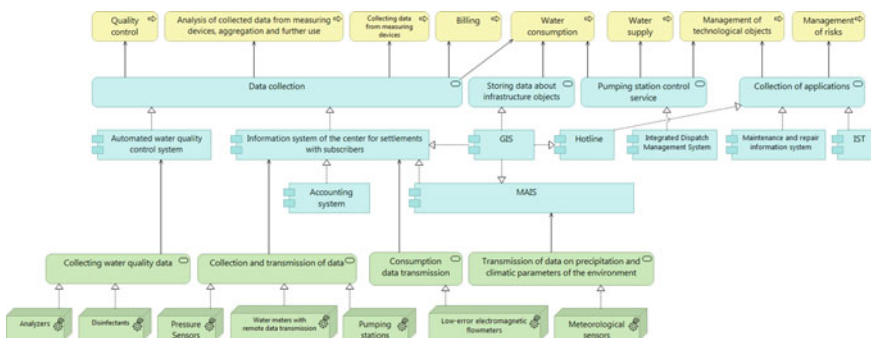 Quality
control
Analysis of collected data from measuring
devices, aggregation and further use
Collecting data
from measuring
devices
Billing
Water
consumption
Water
supply
Management of
technological objects
Management
of risks
Data collection
Storing data about
infrastructure objects
Pumping station control
service
Collection of applications
Automated water quality
control system
Information system of the center for settlements
with subscribers
GIS
Hotline
Integrated Dispatch
Management System
Maintenance and repair
information system
IST
Accounting
system
MAIS
Collecting water quality data
Collection and transmission of data
Consumption
data transmission
Transmission of data on precipitation and
climatic parameters of the environment
Analyzers
Disinfectants
Pressure
Sensors
Water meters with
remote data transmission
Pumping
stations
Low-error electromagnetic
flowmeters
Meteorological
sensors